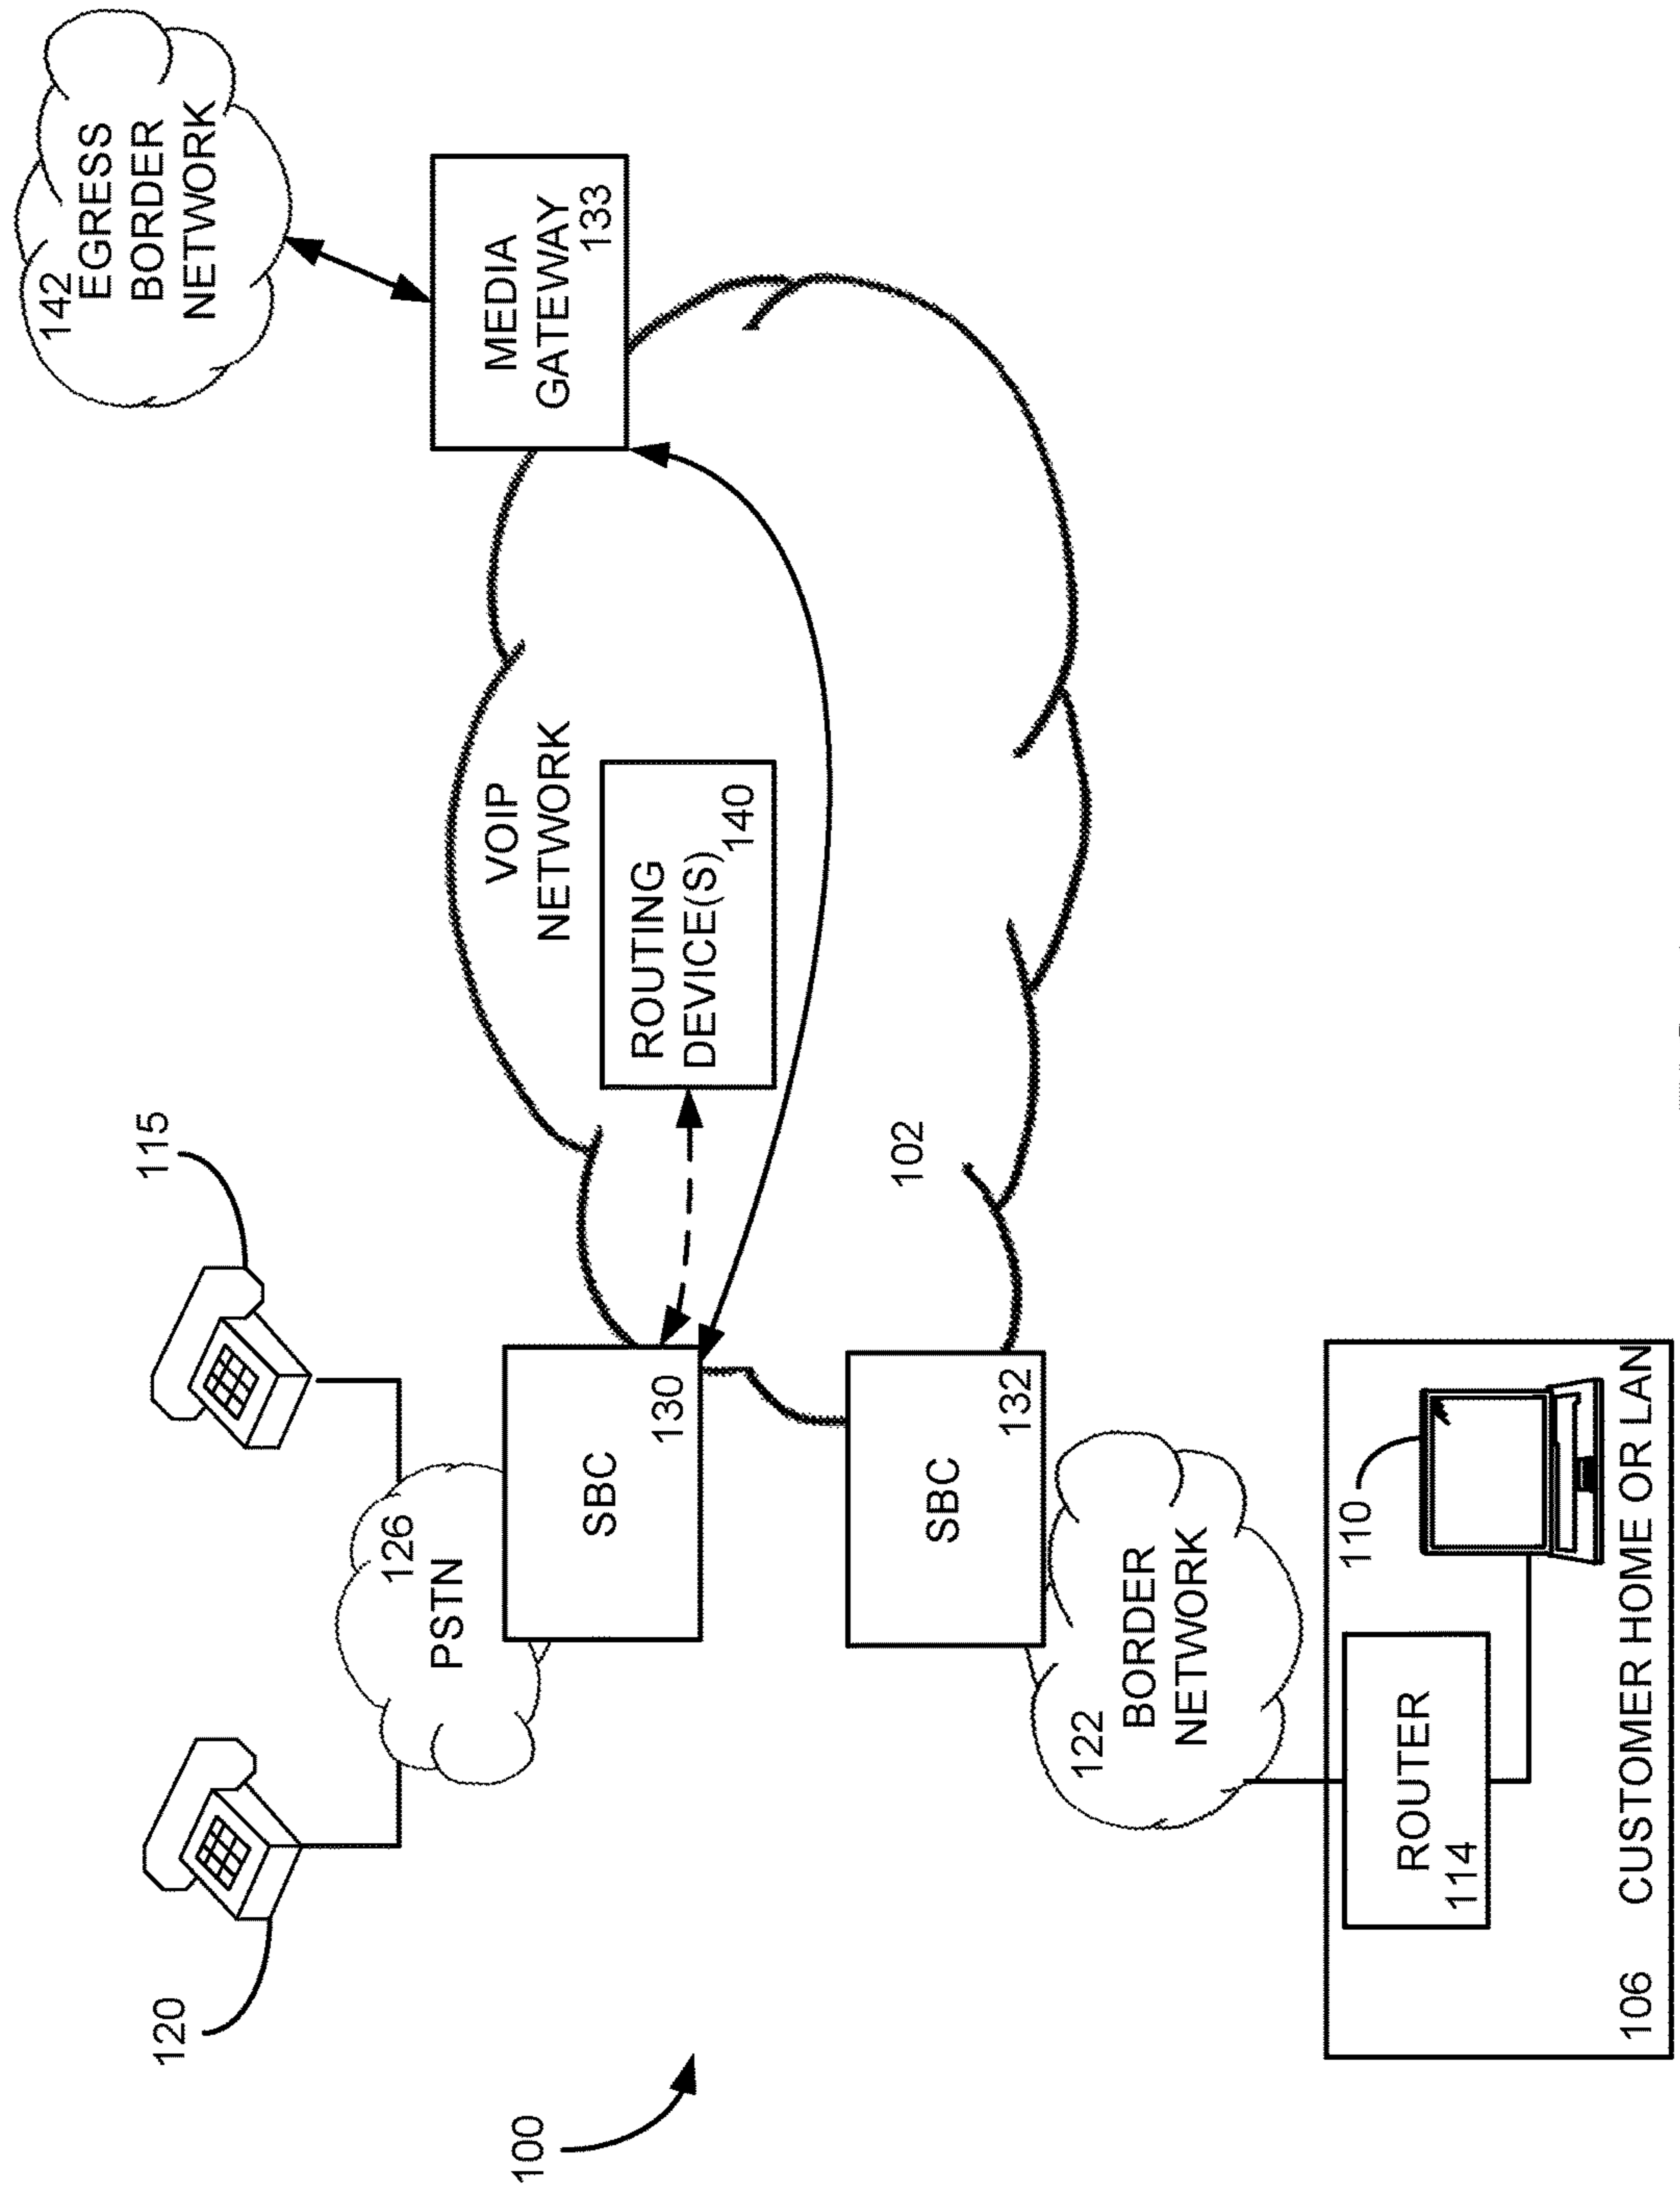 142
EGRESS
BORDER
NETWORK
120
115
126
PSTN
MEDIA
GATEWAY
133
VOIP
NETWORK
100
SBC
130
ROUTING
DEVICE(S)
140
102
SBC
132
122
BORDER
NETWORK
110
ROUTER
114
106 CUSTOMER HOME OR LAN